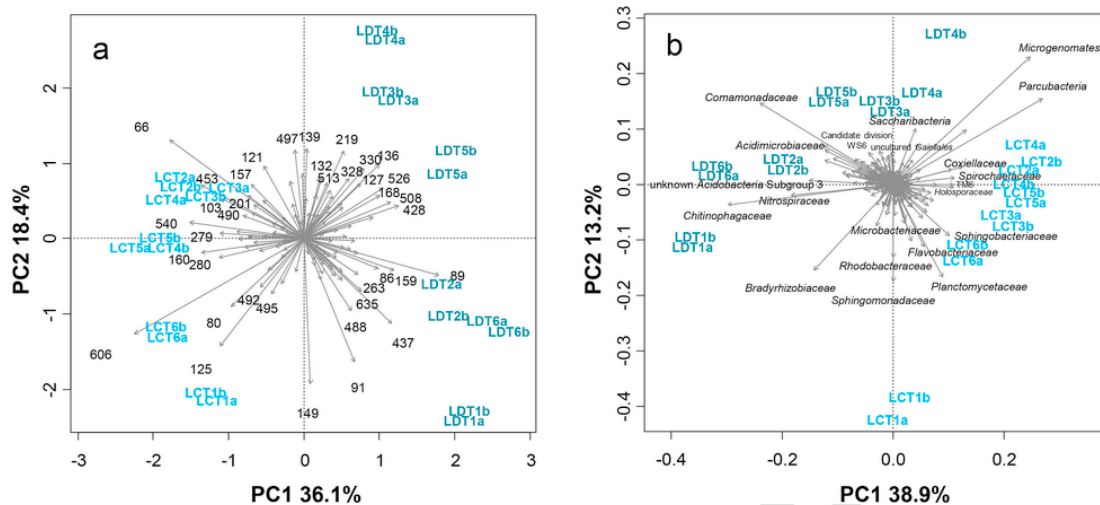 a
LDT4b
LDT4a
LDT3b
LDT3a
66
497
139
219
121
132
330
136
LDT5b
LCT2a
453
157
513
328
127
526
LDT5a
LCT2b
LCT3a
168
LCT4a
LCT3b
201
508
103
490
428
540
LCT5b
279
LCT5a
LCT4b
160
280
86
159
89
LDT2a
492
495
263
635
80
LDT2b
LDT6a
LCT6b
488
LDT6b
LCT6a
437
606
125
91
LCT1b
LCT1a
149
LDT1b
LDT1a
2
1
0
-1
-2
-3
-2
-1
0
1
2
3
PC2 18.4%
PC1 36.1%
b
LDT4b
Microgenomates
Parcubacteria
LDT5b
LDT4a
Comamonadaceae
LDT5a
LDT3b
LDT3a
Saccharibacteria
Candidate division
WS6
uncultured Gaiellales
LCT4a
Acidimicrobiaceae
LDT2a
Coxiellaceae
LCT2b
LDT6b
LDT2b
LCT2a
LDT6a
Spirochaetaceae
unknown Acidobacteria Subgroup 3
TM6
LCT4b
Holosporaceae
LCT5b
Nitrospiraceae
LCT5a
Chitinophagaceae
LCT3a
Microbacteriaceae
LCT3b
LDT1b
Sphingobacteriaceae
LDT1a
LCT6b
Flavobacteriaceae
LCT6a
Rhodobacteraceae
Bradyrhizobiaceae
Planctomycetaceae
Sphingomonadaceae
LCT1b
LCT1a
0.3
0.2
0.1
0.0
-0.1
-0.2
-0.3
-0.4
-0.4
-0.2
0.0
0.2
PC2 13.2%
PC1 38.9%